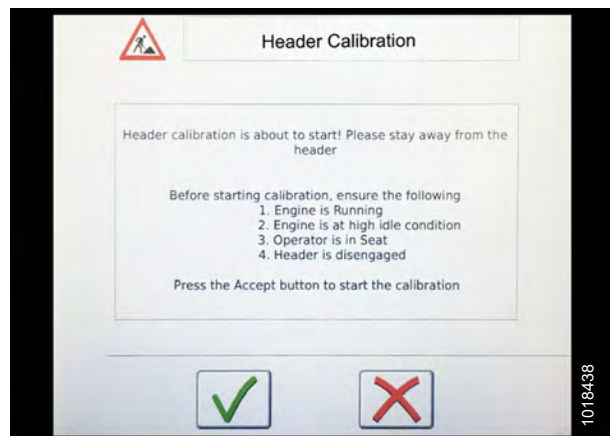 Header Calibration
Header calibration is about to start! Please stay away from the
header
Before starting calibration, ensure the following
1. Engine is Running
2. Engine is at high idle condition
3. Operator is in Seat
4. Header is disengaged
Press the Accept button to start the calibration
1018438